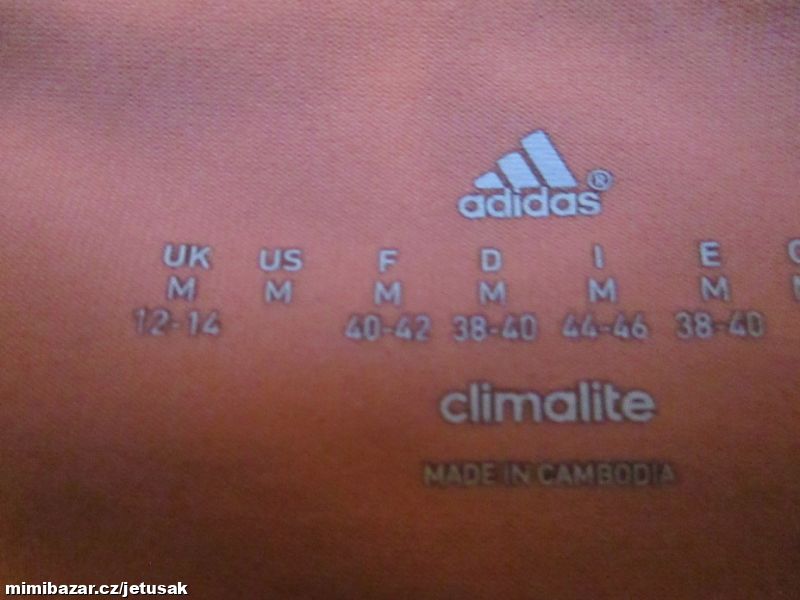 adidas®
UK US F D I E
M M M M M M
12-14 40-42 38-40 44-46 38-40
climalite
MADE IN CAMBODIA
mimibazar.cz/jetusak